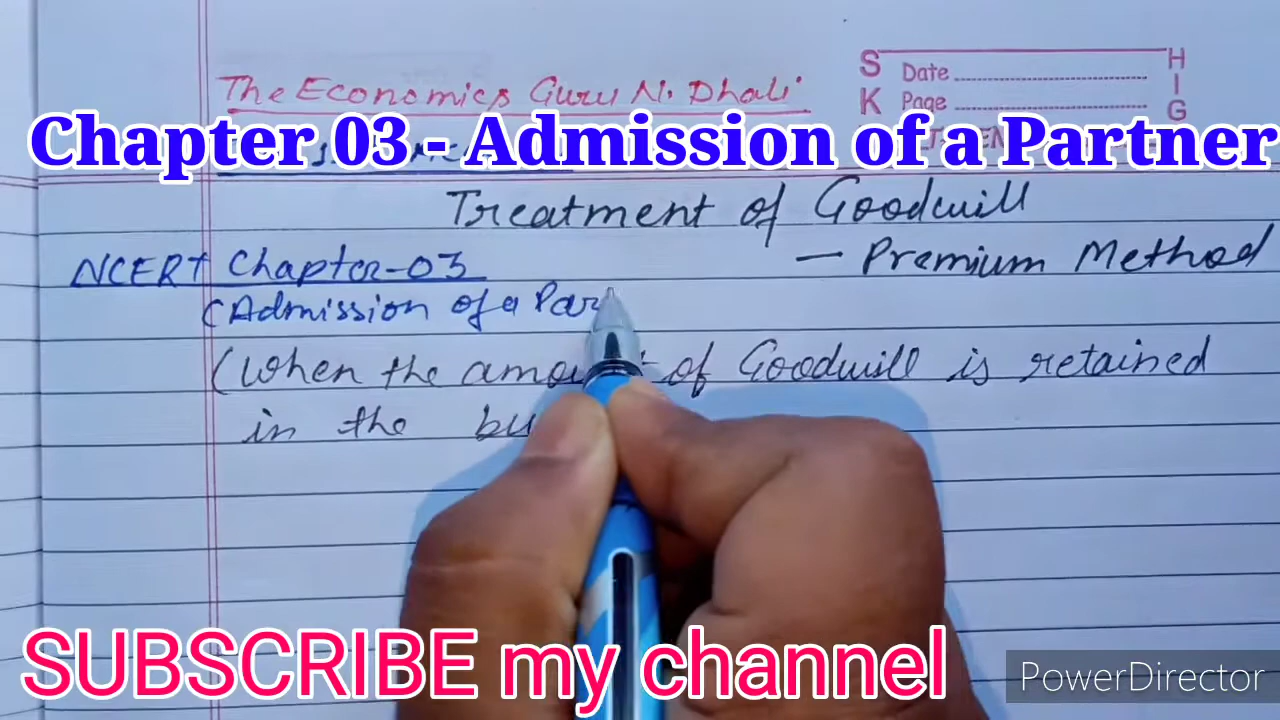 The Economics Guru N. Dhali
S H
K I G
Date
Page
Chapter 03 - Admission of a Partner
Treatment of Goodwill
— Premium Method
NCERT Chapter-03
(Admission of a Par
(When the amou of Goodwill is retained
in the bu
SUBSCRIBE my channel
PowerDirector